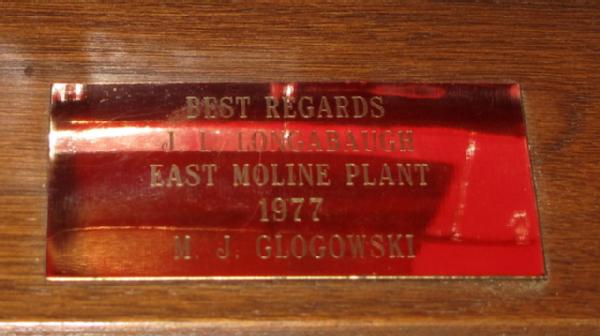 BEST REGARDS
J. L. LONGABAUGH
EAST MOLINE PLANT
1977
M. J. GLOGOWSKI